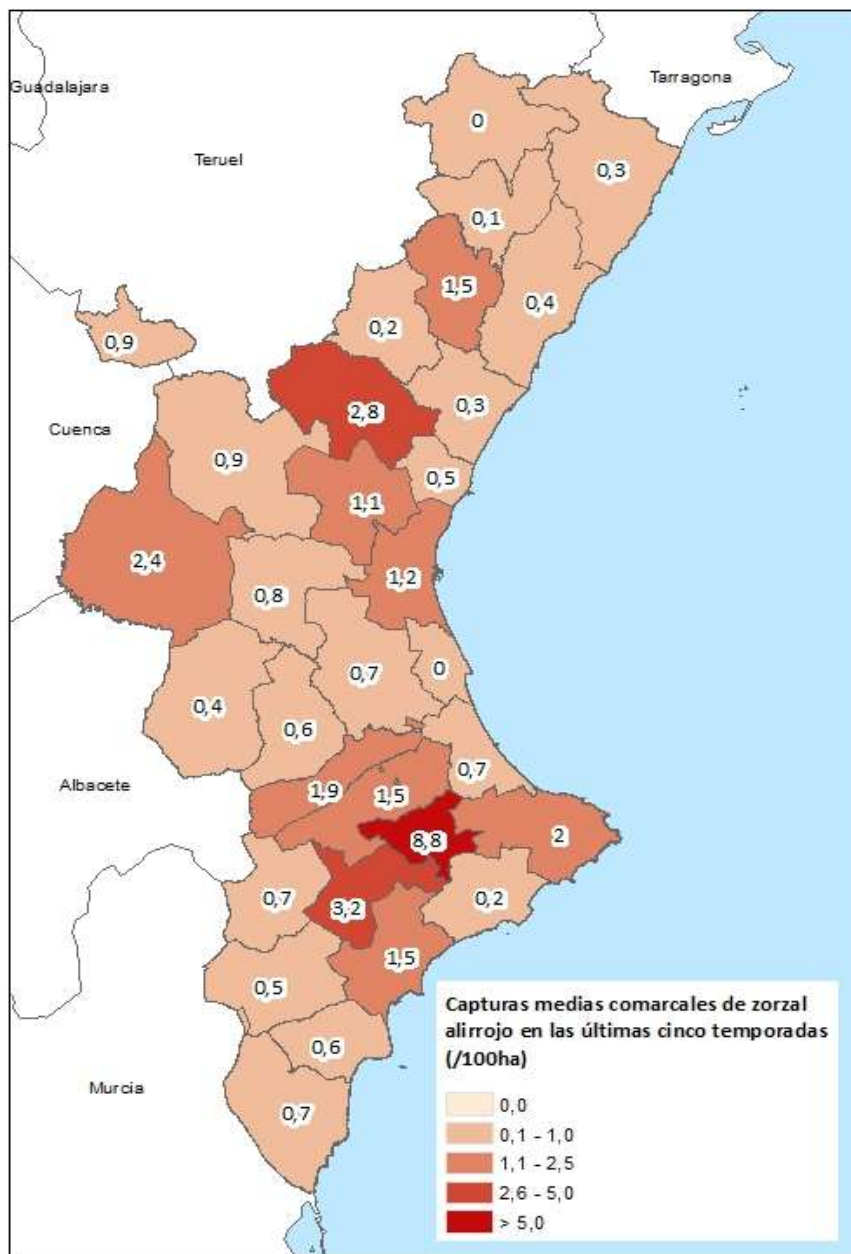 Tarragona
Guadalajara
0
Teruel
0,3
0,1
1,5
0,4
0,2
0,9
2,8
0,3
Cuenca
0,9
0,5
1,1
2,4
1,2
0,8
0,7
0
0,4
0,6
0,7
Albacete
1,9
1,5
8,8
2
0,7
0,2
3,2
1,5
0,5
Capturas medias comarcales de zorzal
alirrojo en las últimas cinco temporadas
(/100ha)
0,6
Murcia
0,7
0,0
0,1 - 1,0
1,1 - 2,5
2,6 - 5,0
> 5,0